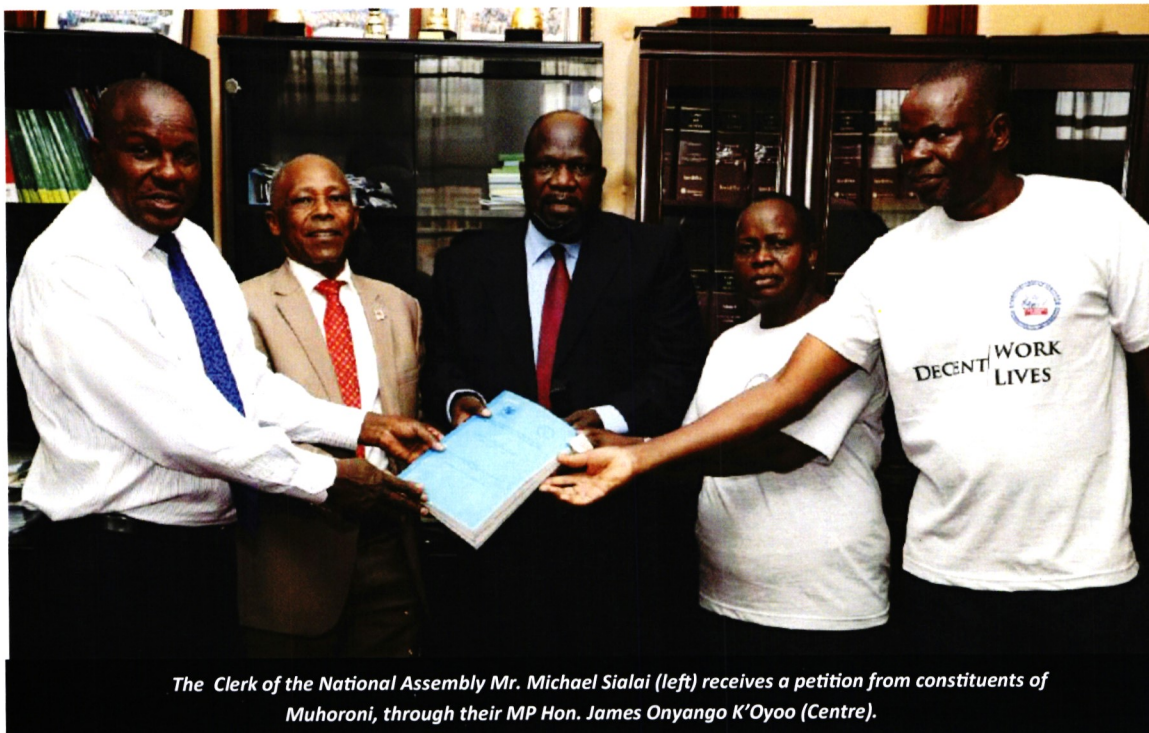 DECENT WORK
LIVES
The Clerk of the National Assembly Mr. Michael Sialai (left) receives a petition from constituents of
Muhoroni, through their MP Hon. James Onyango K'Oyoo (Centre).